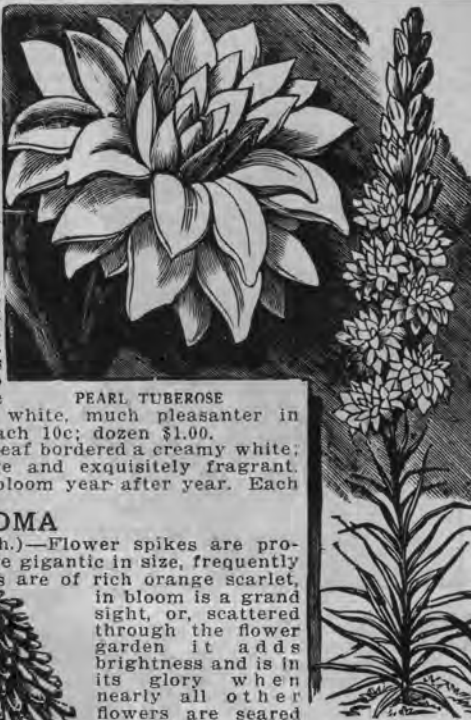 PEARL TUBEROSE
white, much pleasanter in
ach 10c; dozen $1.00.
eaf bordered a creamy white;
e and exquisitely fragrant.
bloom year after year. Each
OMA
h.)—Flower spikes are pro-
e gigantic in size, frequently
s are of rich orange scarlet,
in bloom is a grand
sight, or, scattered
through the flower
garden it adds
brightness and is in
its glory when
nearly all other
flowers are seared